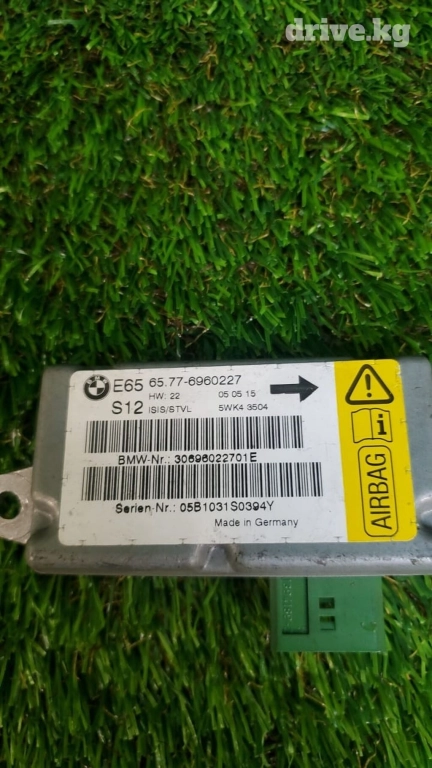 drive.kg
E65 65.77-6960227
HW: 22 05 05 15
S12 ISIS/STVL 5WK4 3504
BMW-Nr.: 30696022701E
Serien-Nr.: 05B1031S0394Y
Made in Germany
AIRBAG